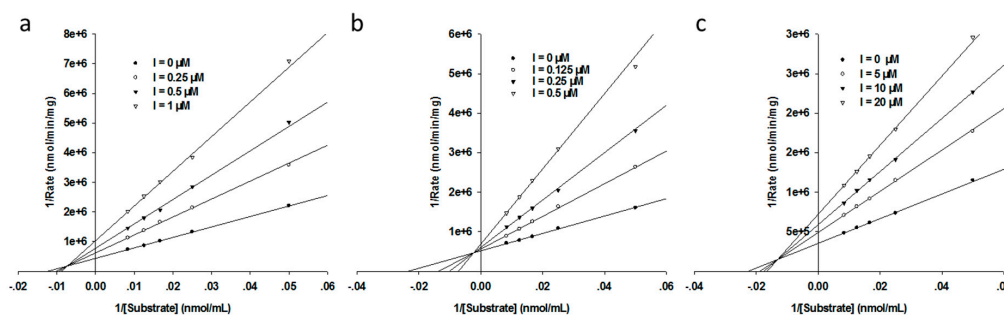 a
8e+6
7e+6
6e+6
5e+6
4e+6
3e+6
2e+6
1e+6
1/Rate (nmol/min/mg)
I = 0 µM
I = 0.25 µM
I = 0.5 µM
I = 1 µM
-.02 -.01 0.00 .01 .02 .03 .04 .05 .06
1/[Substrate] (nmol/mL)
b
6e+6
5e+6
4e+6
3e+6
2e+6
1e+6
1/Rate (nmol/min/mg)
I = 0 µM
I = 0.125 µM
I = 0.25 µM
I = 0.5 µM
-.04 -.02 0.00 .02 .04 .06
1/[Substrate] (nmol/mL)
c
3e+6
3e+6
2e+6
2e+6
1e+6
5e+5
1/Rate (nmol/min/mg)
I = 0 µM
I = 5 µM
I = 10 µM
I = 20 µM
-.04 -.02 0.00 .02 .04
1/[Substrate] (nmol/mL)